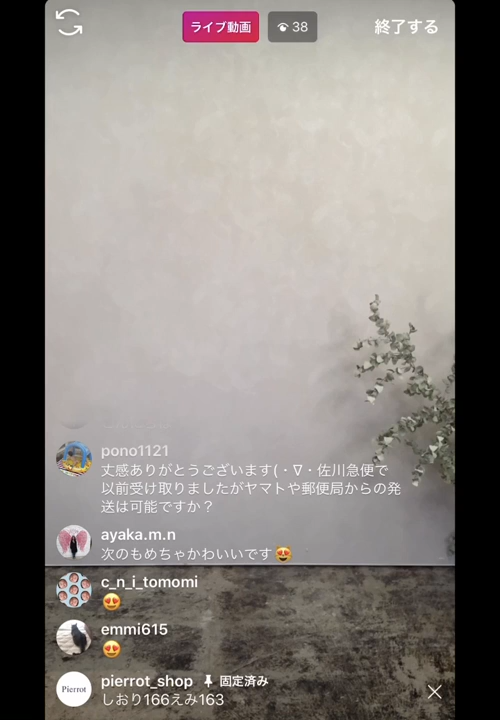 ライブ動画
38
終了する
pono1121
丈感ありがとうございます(・∇・佐川急便で
以前受け取りましたがヤマトや郵便局からの発
送は可能ですか？
ayaka.m.n
次のもめちゃかわいいです😍
c_n_i_tomomi
😍
emmi615
😍
Pierrot
pierrot_shop 固定済み
しおり166えみ163